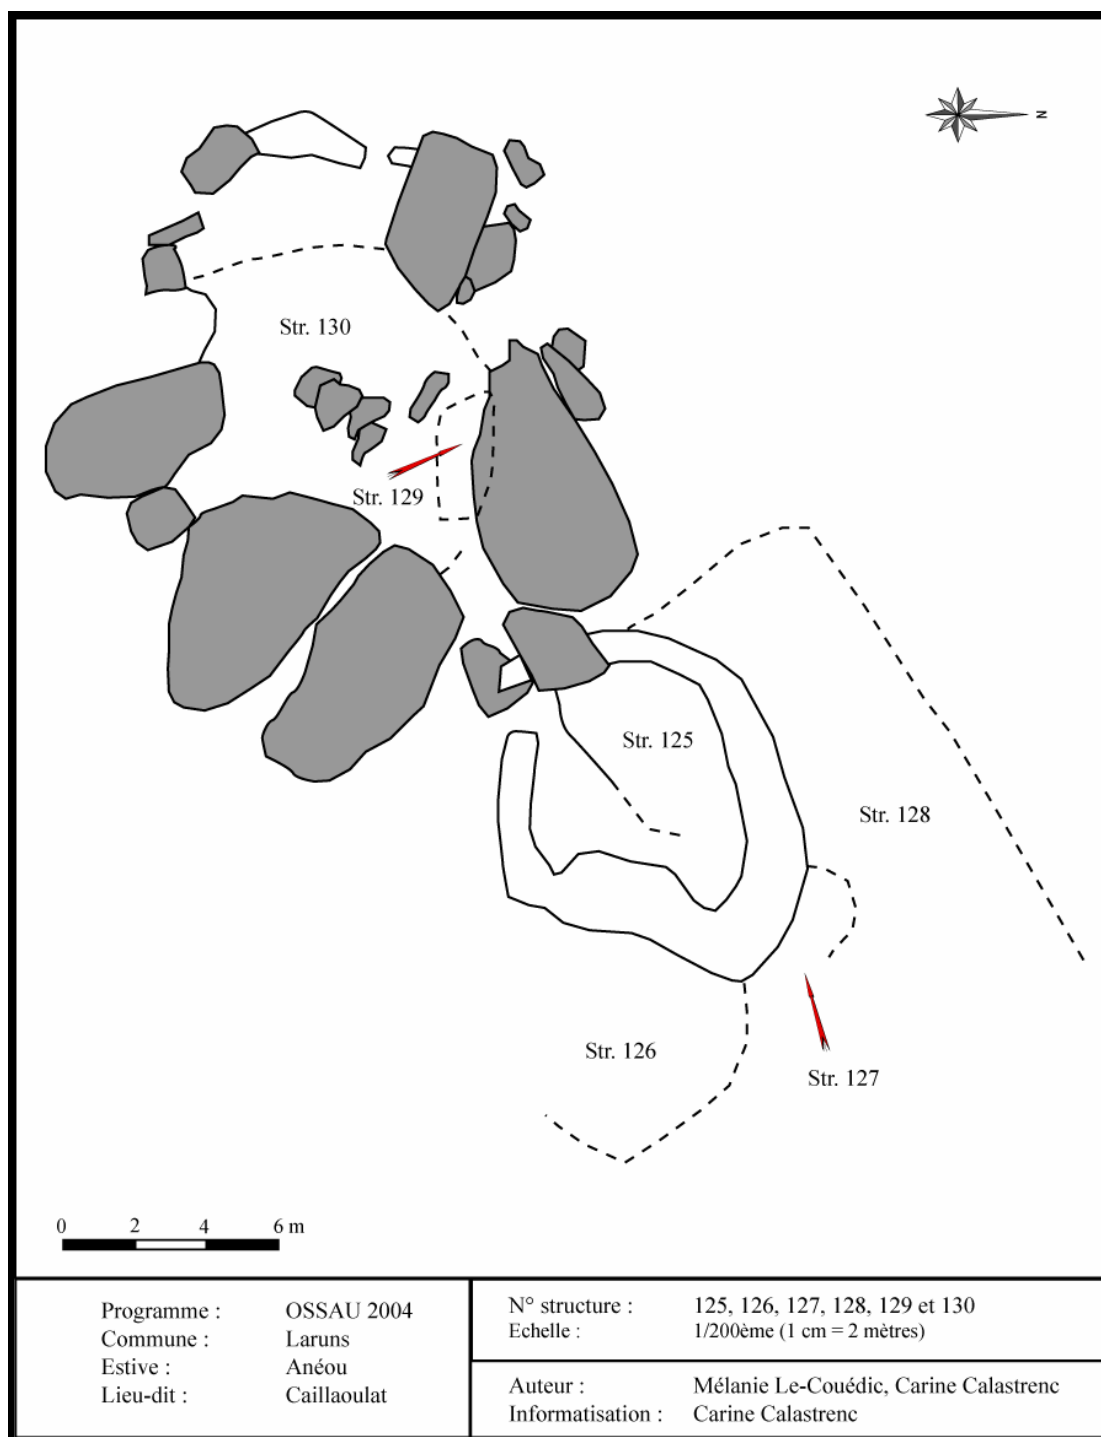 N
Str. 130
Str. 129
Str. 125
Str. 128
Str. 126
Str. 127
0 2 4 6 m
Programme : OSSAU 2004
Commune : Laruns
Estive : Anéou
Lieu-dit : Caillaoulat
N° structure : 125, 126, 127, 128, 129 et 130
Echelle : 1/200ème (1 cm = 2 mètres)
Auteur : Mélanie Le-Couédic, Carine Calastrenc
Informatisation : Carine Calastrenc